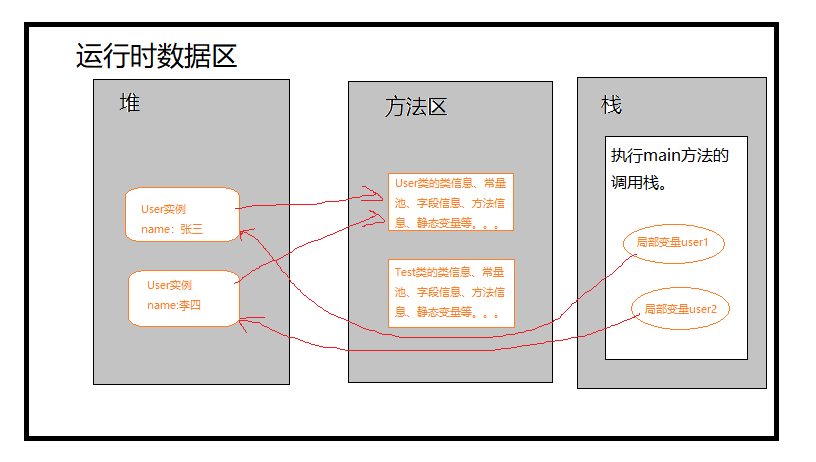 运行时数据区
堆
方法区
栈
User实例
name：张三
User实例
name:李四
User类的类信息、常量
池、字段信息、方法信
息、静态变量等。。。
Test类的类信息、常量
池、字段信息、方法信
息、静态变量等。。。
执行main方法的
调用栈。
局部变量user1
局部变量user2